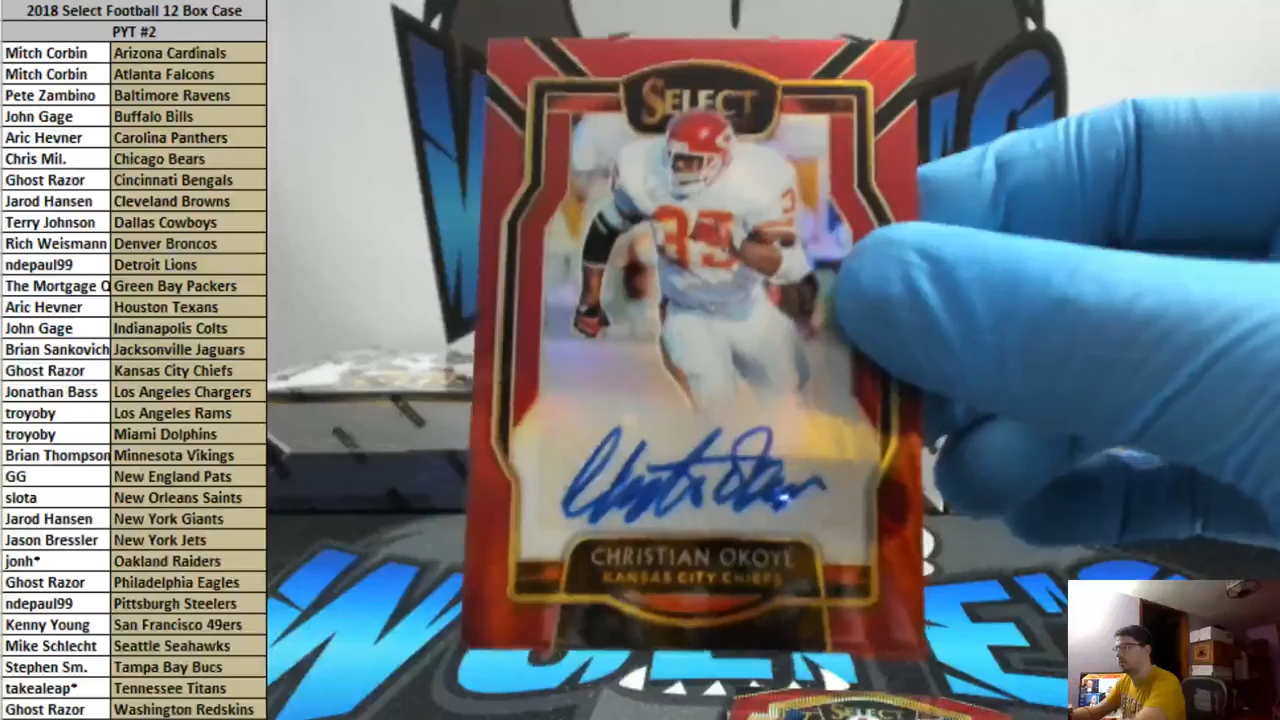 2018 Select Football 12 Box Case
PYT #2
Mitch Corbin Arizona Cardinals
Mitch Corbin Atlanta Falcons
Pete Zambino Baltimore Ravens
John Gage Buffalo Bills
Aric Hevner Carolina Panthers
Chris Mil. Chicago Bears
Ghost Razor Cincinnati Bengals
Jarod Hansen Cleveland Browns
Terry Johnson Dallas Cowboys
Rich Weismann Denver Broncos
ndepaul99 Detroit Lions
The Mortgage Q Green Bay Packers
Aric Hevner Houston Texans
John Gage Indianapolis Colts
Brian Sankovich Jacksonville Jaguars
Ghost Razor Kansas City Chiefs
Jonathan Bass Los Angeles Chargers
troyoby Los Angeles Rams
troyoby Miami Dolphins
Brian Thompson Minnesota Vikings
GG New England Pats
slota New Orleans Saints
Jarod Hansen New York Giants
Jason Bressler New York Jets
jonh* Oakland Raiders
Ghost Razor Philadelphia Eagles
ndepaul99 Pittsburgh Steelers
Kenny Young San Francisco 49ers
Mike Schlecht Seattle Seahawks
Stephen Sm. Tampa Bay Bucs
takealeap* Tennessee Titans
Ghost Razor Washington Redskins
SELECT
35
CHRISTIAN OKOYE
KANSAS CITY CHIEFS
SELECT